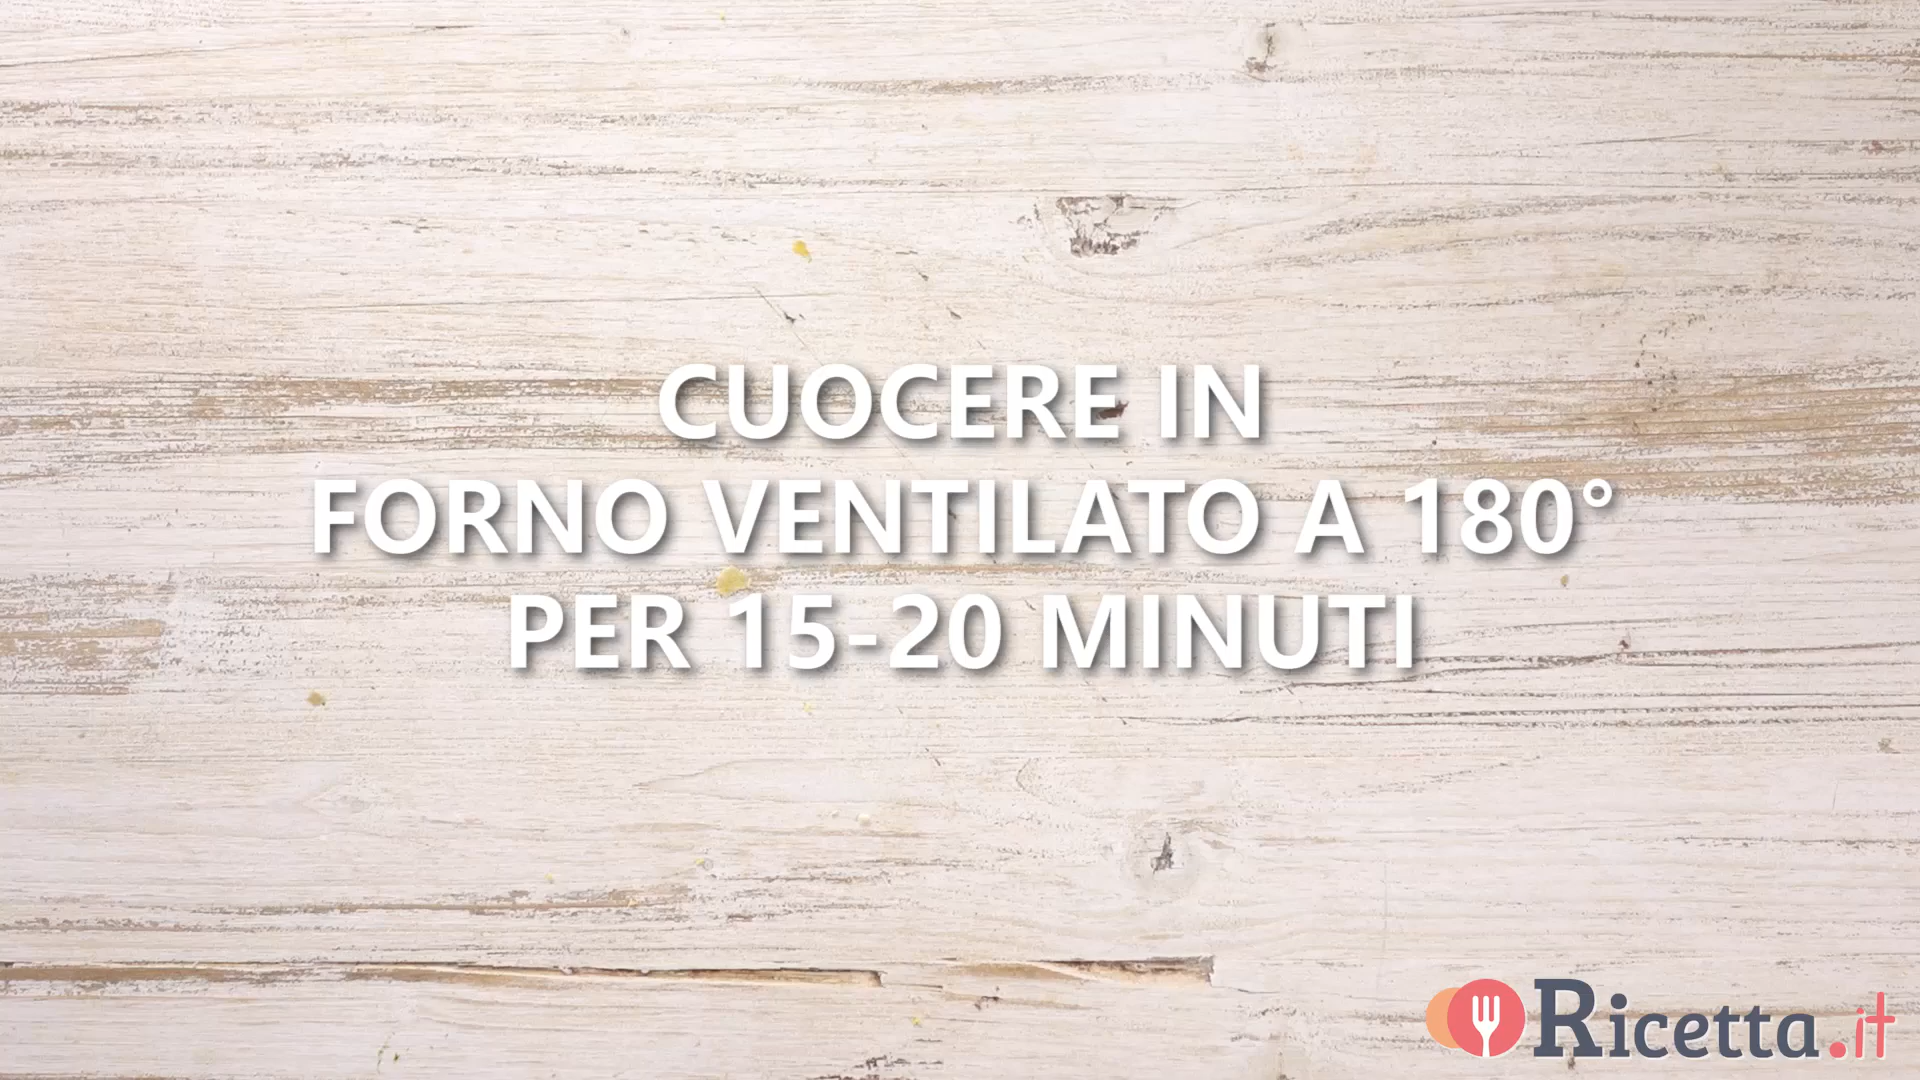 CUOCERE IN
FORNO VENTILATO A 180°
PER 15-20 MINUTI
Ricetta.it